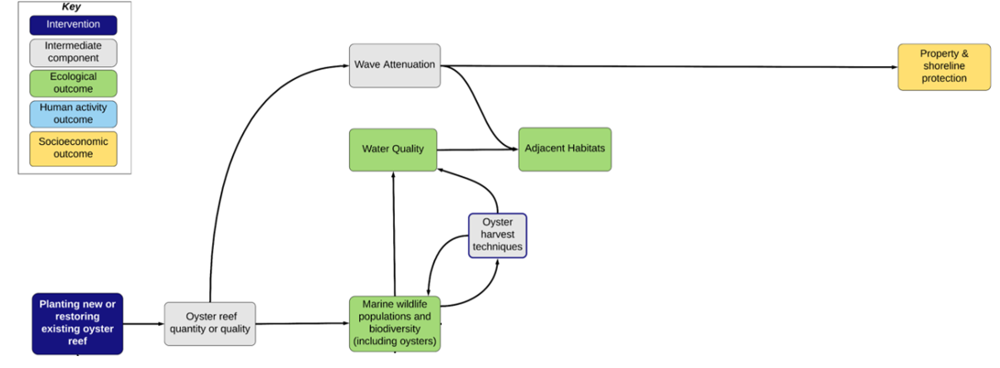 Key
Intervention
Intermediate
component
Ecological
outcome
Human activity
outcome
Socioeconomic
outcome
Wave Attenuation
Property &
shoreline
protection
Water Quality
Adjacent Habitats
Oyster
harvest
techniques
Planting new or
restoring
existing oyster
reef
Oyster reef
quantity or quality
Marine wildlife
populations and
biodiversity
(including oysters)